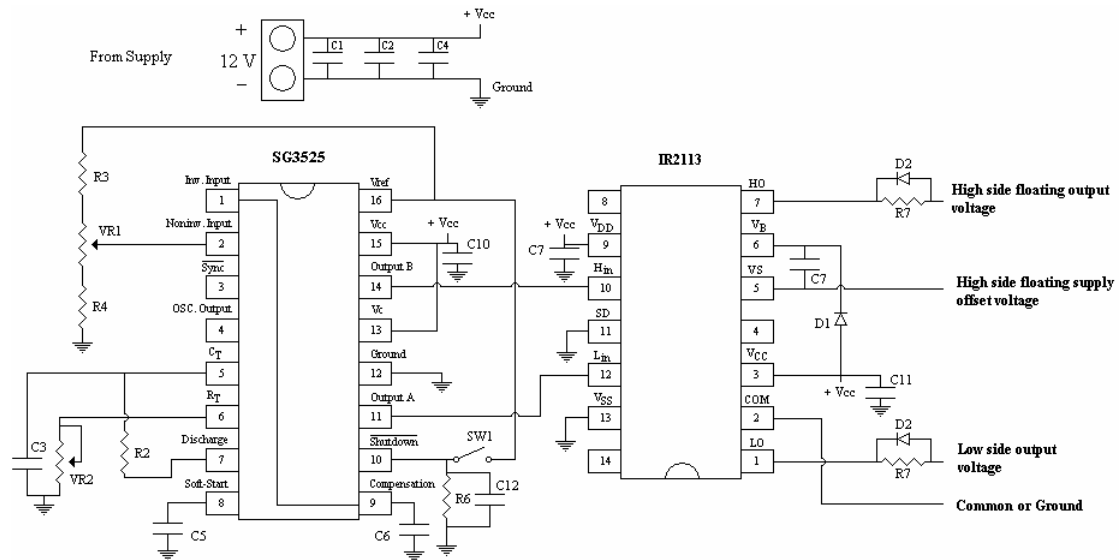 + Vcc
C1 C2 C4
+
From Supply 12 V
–
Ground
SG3525
IR2113
R3
VR1
R4
Inv. Input
1
Noninv. Input
2
Sync
3
OSC. Output
4
CT
5
RT
6
Discharge
7
Soft-Start
8
Vref
16
Vcc
15
Output B
14
Vc
13
Ground
12
Output A
11
Shutdown
10
Compensation
9
+ Vcc
C10
C3
VR2
R2
C5
C6
SW1
R6
C12
+ Vcc
C7
8
VDD
9
Hin
10
SD
11
Lin
12
VSS
13
14
HO
7
VB
6
VS
5
4
VCC
3
COM
2
LO
1
D2
R7
High side floating output
voltage
C7
High side floating supply
offset voltage
D1
+ Vcc
C11
D2
R7
Low side output
voltage
Common or Ground